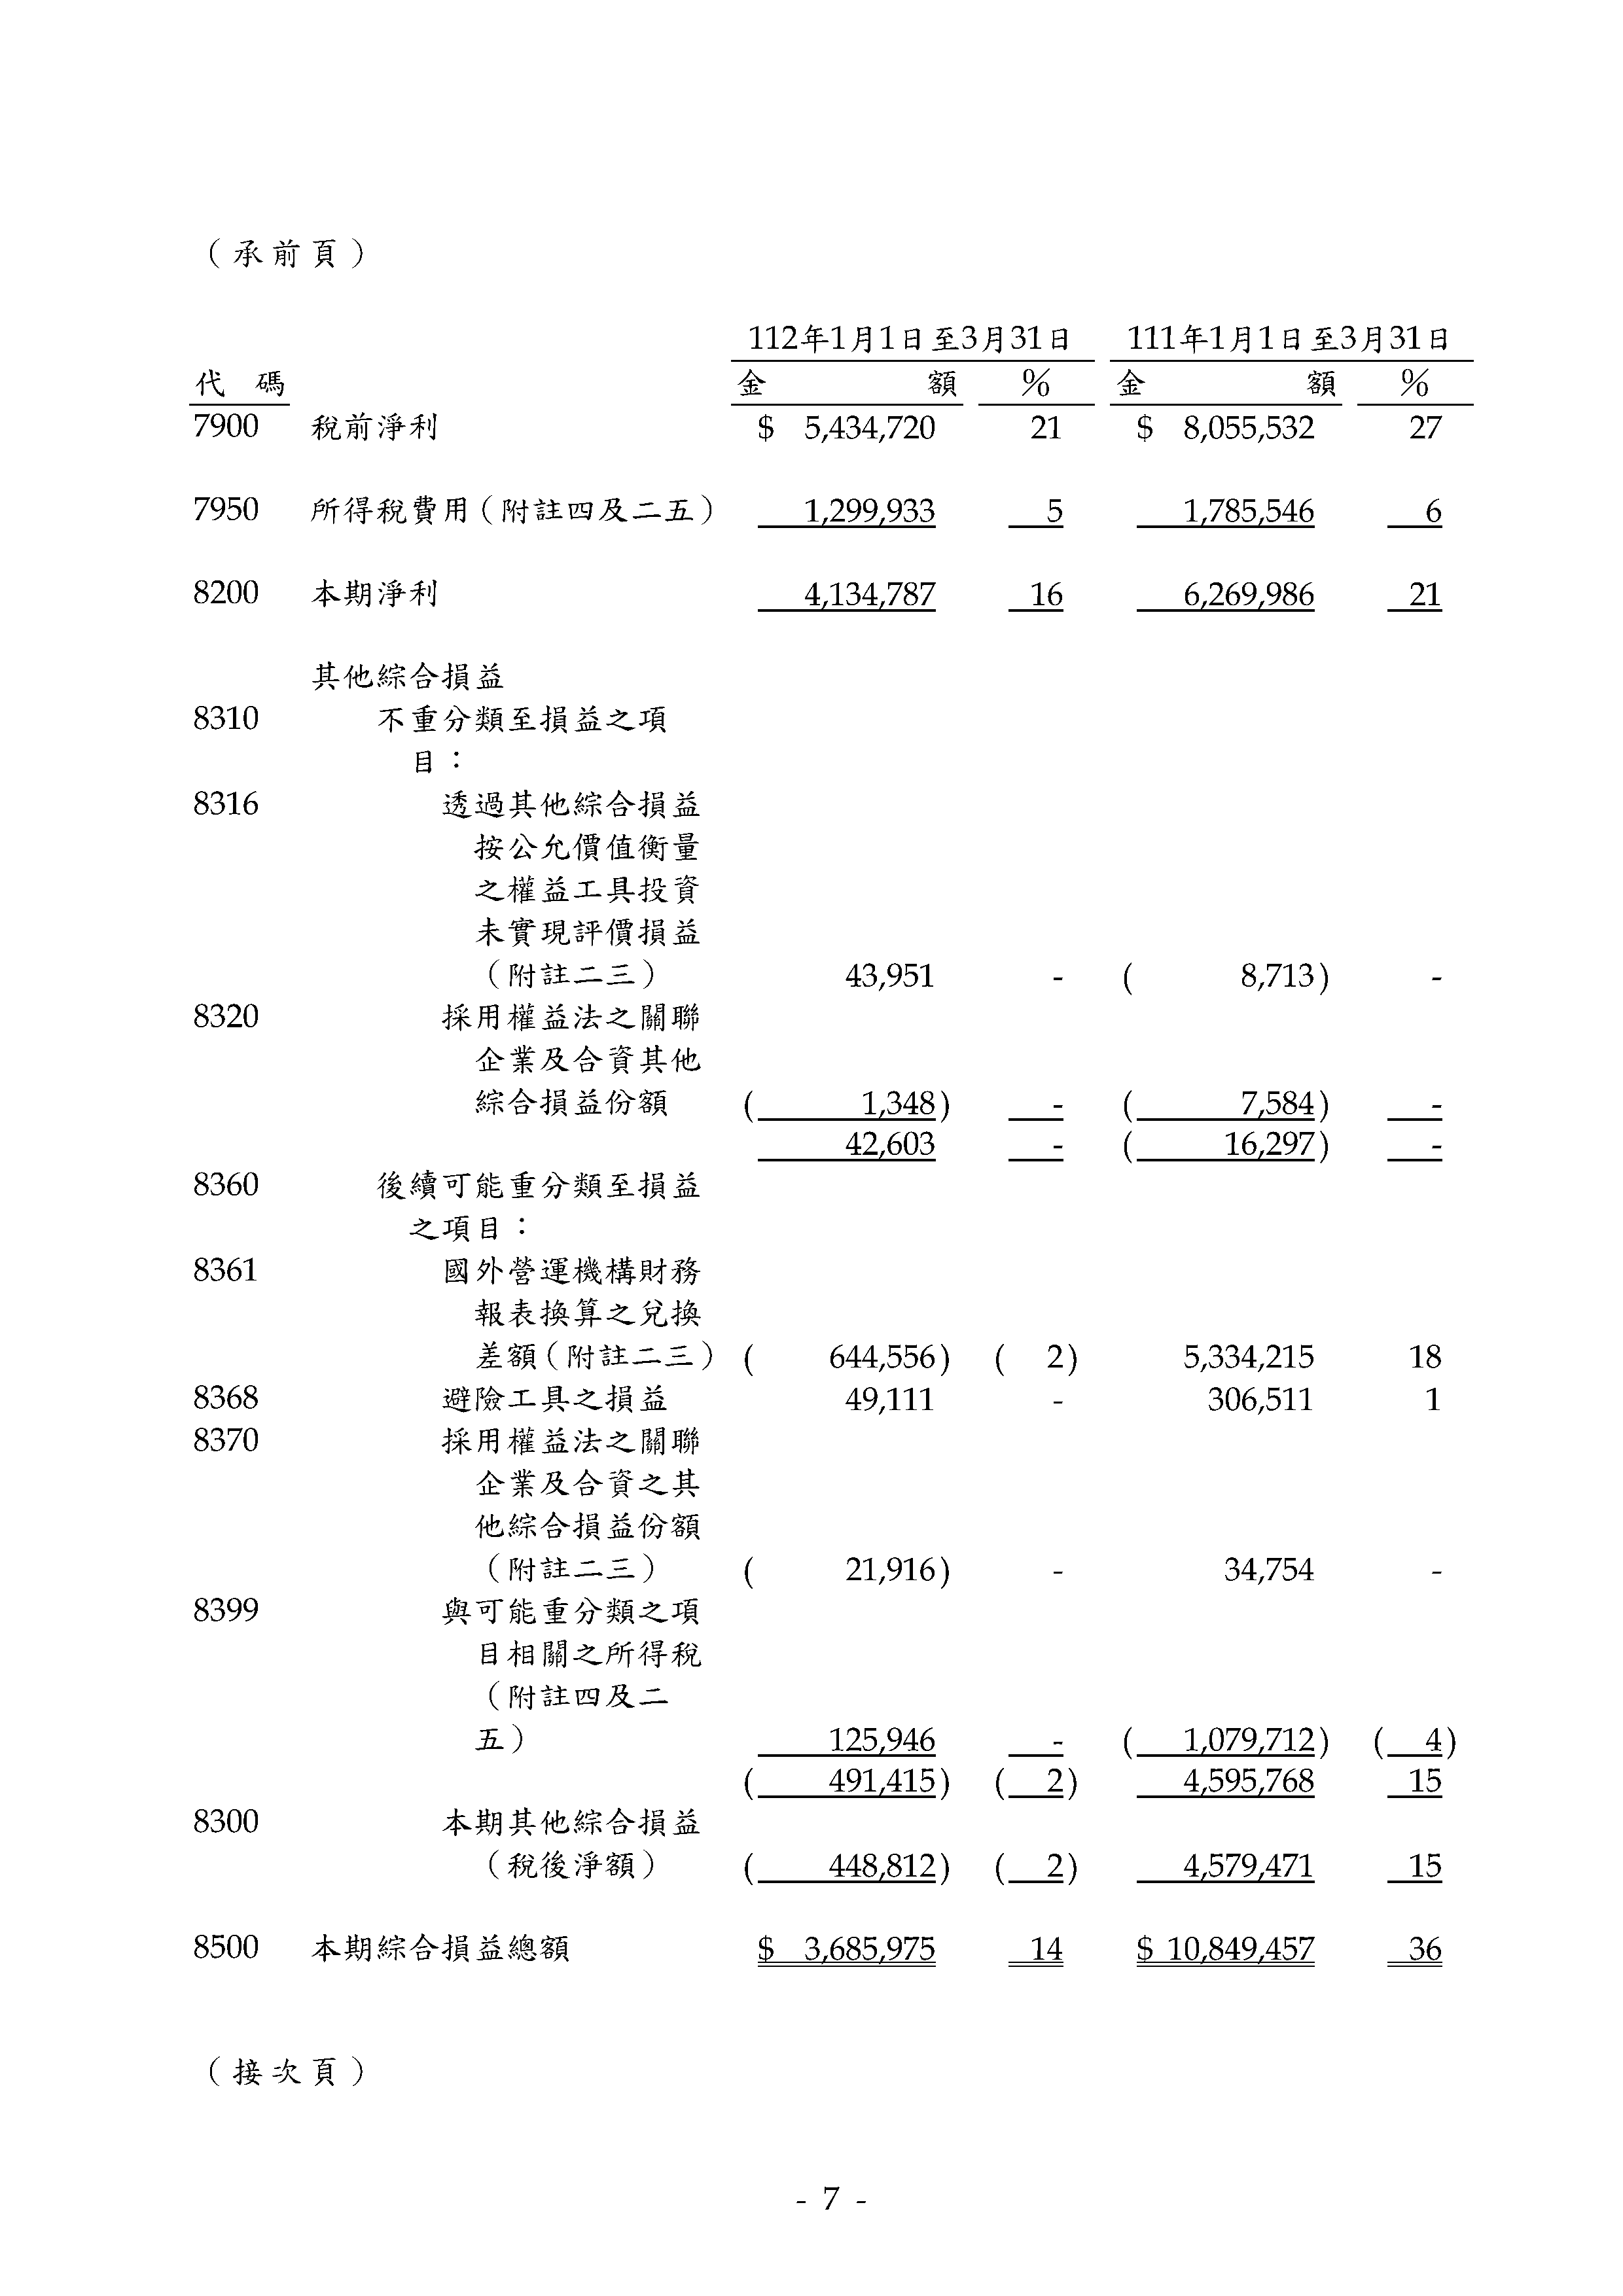 （承前頁）
112年1月1日至3月31日 111年1月1日至3月31日
代 碼 金 額 % 金 額 %
7900 稅前淨利 $ 5,434,720 21 $ 8,055,532 27
7950 所得稅費用（附註四及二五） 1,299,933 5 1,785,546 6
8200 本期淨利 4,134,787 16 6,269,986 21
其他綜合損益
8310 不重分類至損益之項
目：
8316 透過其他綜合損益
按公允價值衡量
之權益工具投資
未實現評價損益
（附註二三） 43,951 - ( 8,713) -
8320 採用權益法之關聯
企業及合資其他
綜合損益份額 ( 1,348) - ( 7,584) -
42,603 - ( 16,297) -
8360 後續可能重分類至損益
之項目：
8361 國外營運機構財務
報表換算之兌換
差額（附註二三） ( 644,556) ( 2) 5,334,215 18
8368 避險工具之損益 49,111 - 306,511 1
8370 採用權益法之關聯
企業及合資之其
他綜合損益份額
（附註二三） ( 21,916) - 34,754 -
8399 與可能重分類之項
目相關之所得稅
（附註四及二
五） 125,946 - ( 1,079,712) ( 4)
( 491,415) ( 2) 4,595,768 15
8300 本期其他綜合損益
（稅後淨額） ( 448,812) ( 2) 4,579,471 15
8500 本期綜合損益總額 $ 3,685,975 14 $ 10,849,457 36
（接次頁）
- 7 -